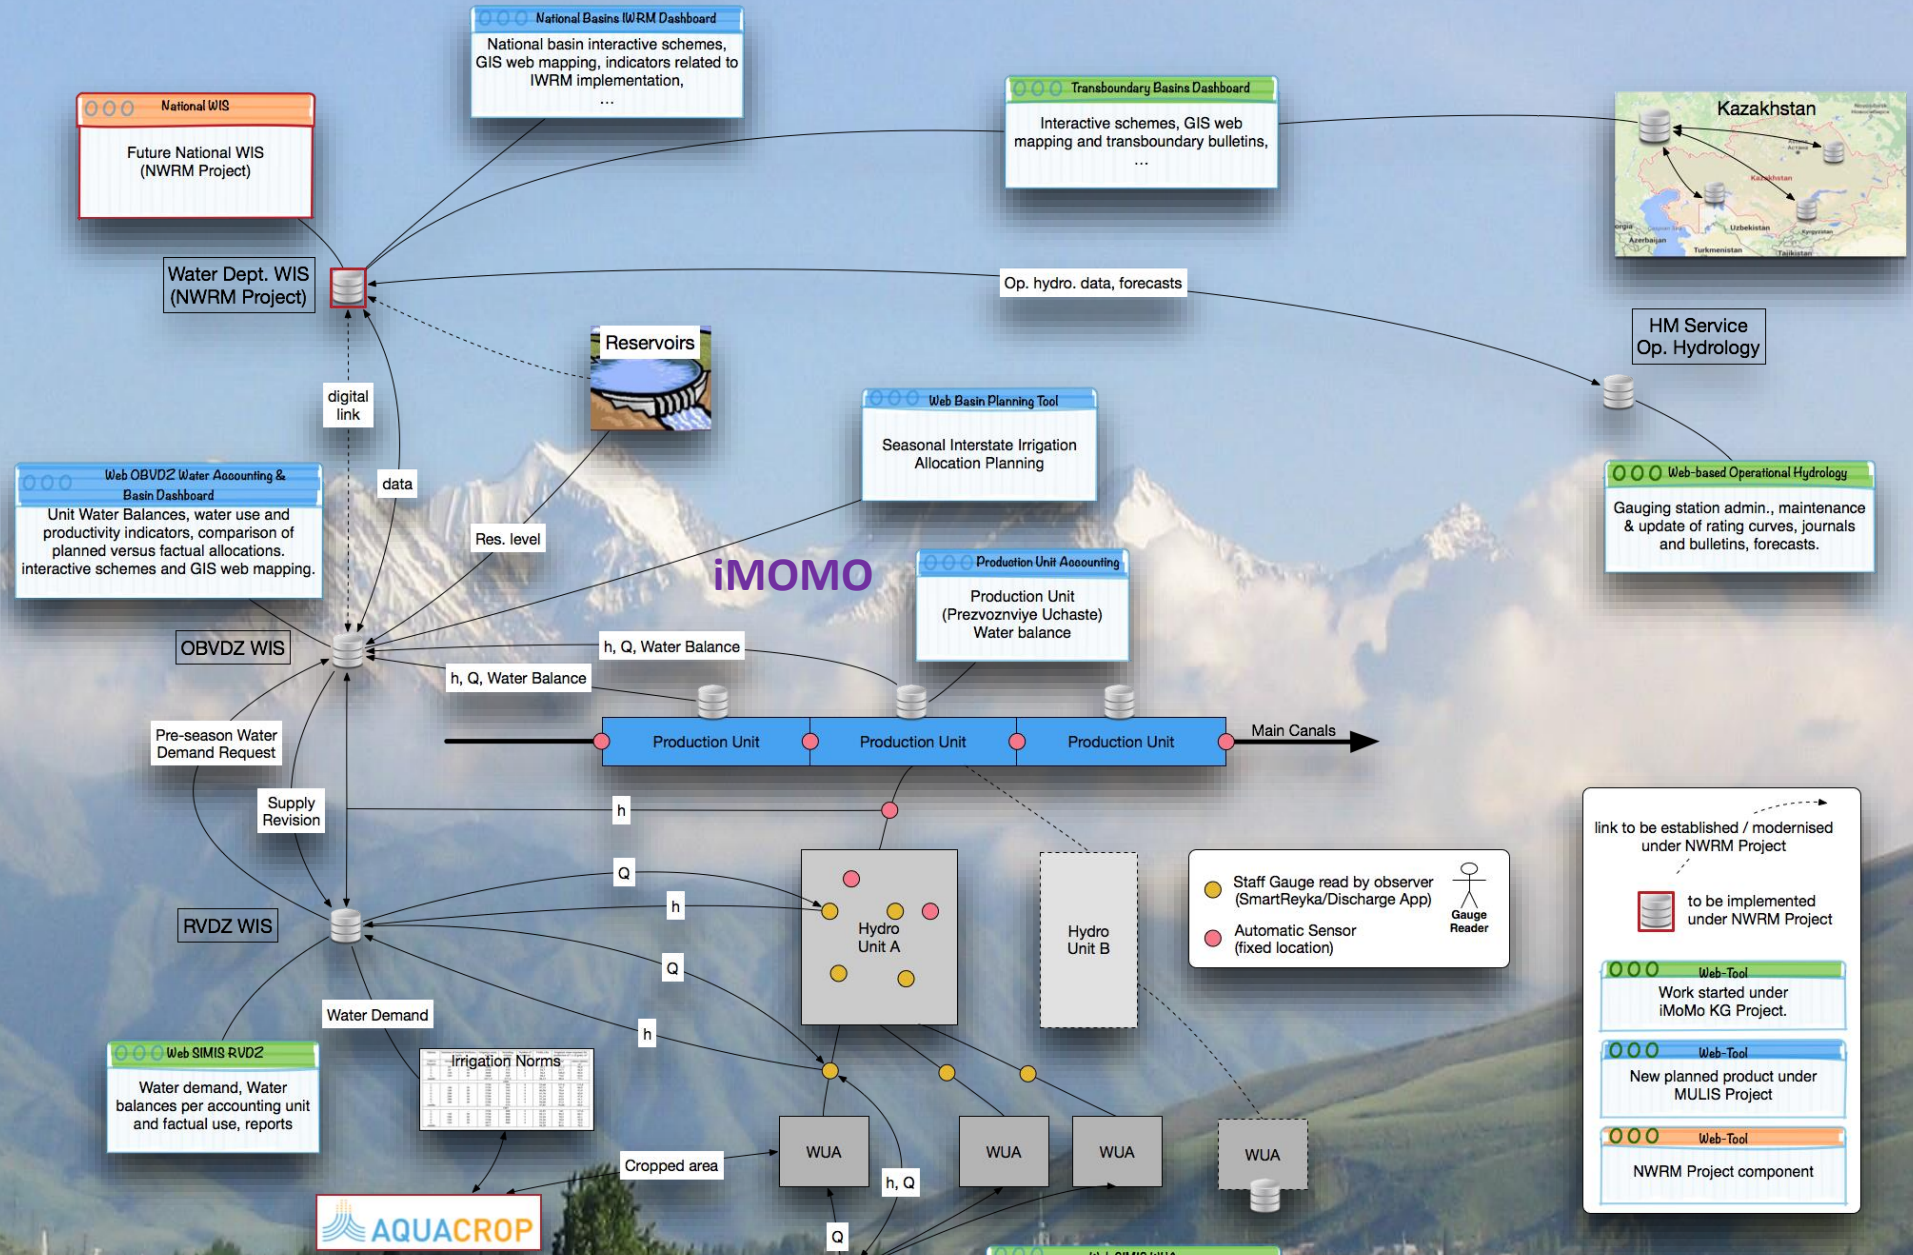 National Basins IWRM Dashboard
National basin interactive schemes,
GIS web mapping, indicators related to
IWRM implementation,
...
National WIS
Future National WIS
(NWRM Project)
Transboundary Basins Dashboard
Interactive schemes, GIS web
mapping and transboundary bulletins,
...
Kazakhstan
Kazakhstan
Uzbekistan
Azerbaijan
Turkmenistan
Kyrgyzstan
Tajikistan
Water Dept. WIS
(NWRM Project)
Op. hydro. data, forecasts
HM Service
Op. Hydrology
Reservoirs
digital
link
data
Web Basin Planning Tool
Seasonal Interstate Irrigation
Allocation Planning
Web OBVDZ Water Accounting &
Basin Dashboard
Unit Water Balances, water use and
productivity indicators, comparison of
planned versus factual allocations.
interactive schemes and GIS web mapping.
Web-based Operational Hydrology
Gauging station admin., maintenance
& update of rating curves, journals
and bulletins, forecasts.
Res. level
iMOMO
Production Unit Accounting
Production Unit
(Prezvoznviye Uchaste)
Water balance
OBVDZ WIS
h, Q, Water Balance
h, Q, Water Balance
Pre-season Water
Demand Request
Production Unit
Production Unit
Production Unit
Main Canals
Supply
Revision
h
Q
h
Q
h
RVDZ WIS
Hydro
Unit A
Hydro
Unit B
Staff Gauge read by observer
(SmartReyka/Discharge App)
Automatic Sensor
(fixed location)
Gauge
Reader
link to be established / modernised
under NWRM Project
to be implemented
under NWRM Project
Web-Tool
Work started under
iMoMo KG Project.
Web-Tool
New planned product under
MULIS Project
Web-Tool
NWRM Project component
Water Demand
Irrigation Norms
Web SIMIS RVDZ
Water demand, Water
balances per accounting unit
and factual use, reports
Cropped area
WUA
WUA
WUA
WUA
h, Q
Q
AQUACROP
Web SIMIS WUA